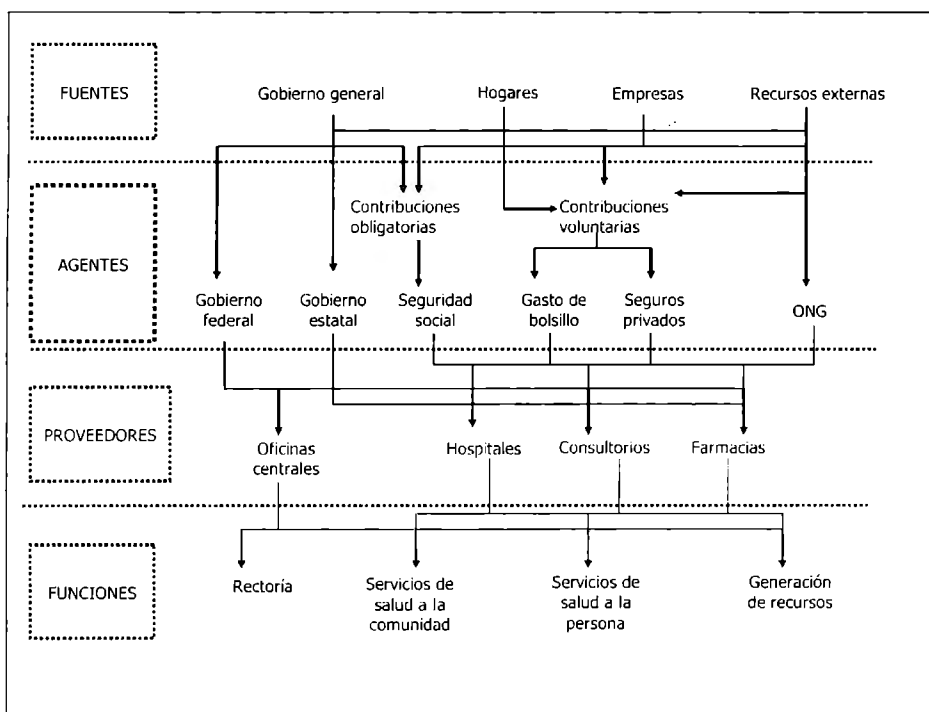 FUENTES
Gobierno general
Hogares
Empresas
Recursos externas
AGENTES
Contribuciones
obligatorias
Contribuciones
voluntarias
Gobierno
federal
Gobierno
estatal
Seguridad
social
Gasto de
bolsillo
Seguros
privados
ONG
PROVEEDORES
Oficinas
centrales
Hospitales
Consultorios
Farmacias
FUNCIONES
Rectoría
Servicios de
salud a la
comunidad
Servicios de
salud a la
persona
Generación
de recursos